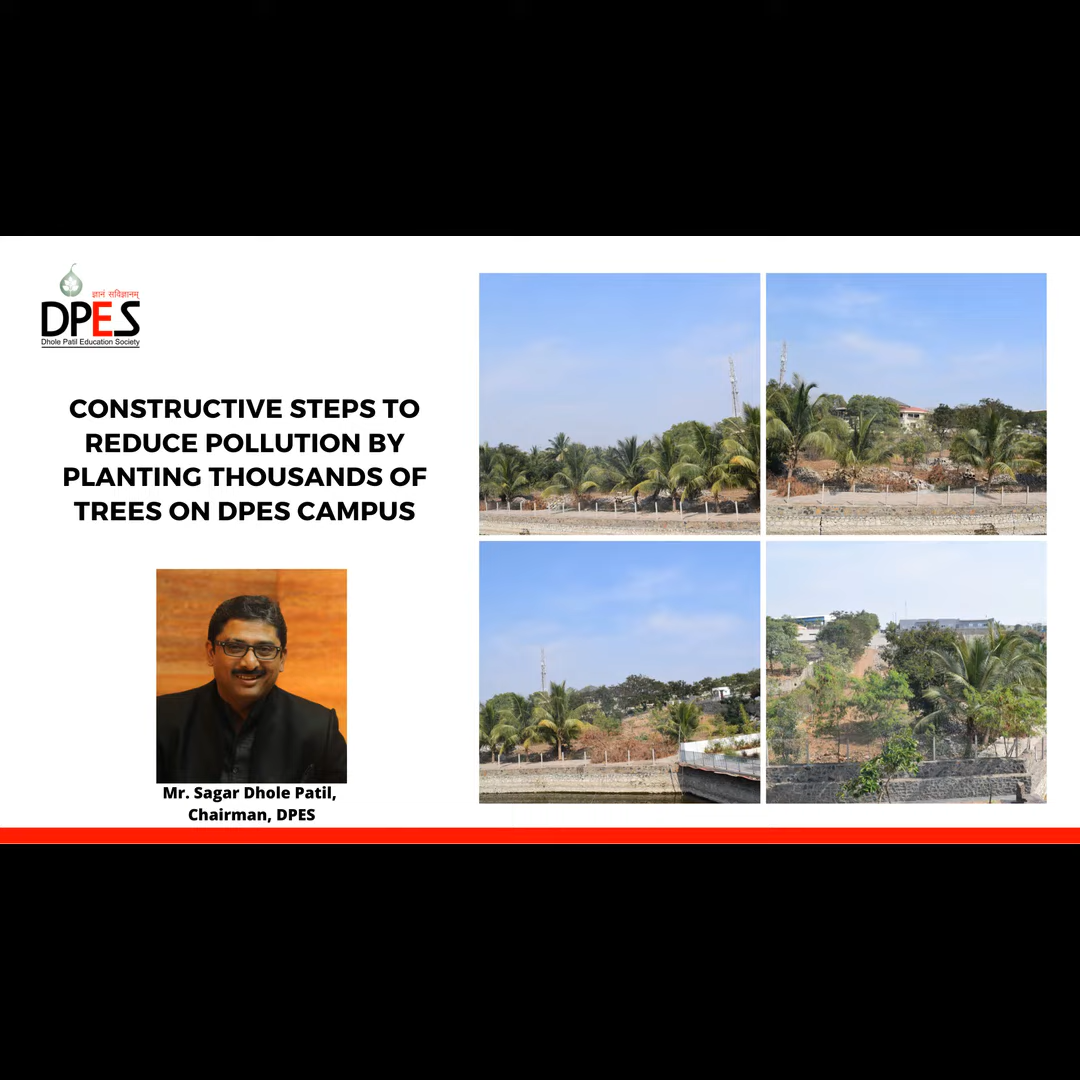 ज्ञानं सविज्ञानम्
DPES
Dhole Patil Education Society
CONSTRUCTIVE STEPS TO
REDUCE POLLUTION BY
PLANTING THOUSANDS OF
TREES ON DPES CAMPUS
Mr. Sagar Dhole Patil,
Chairman, DPES